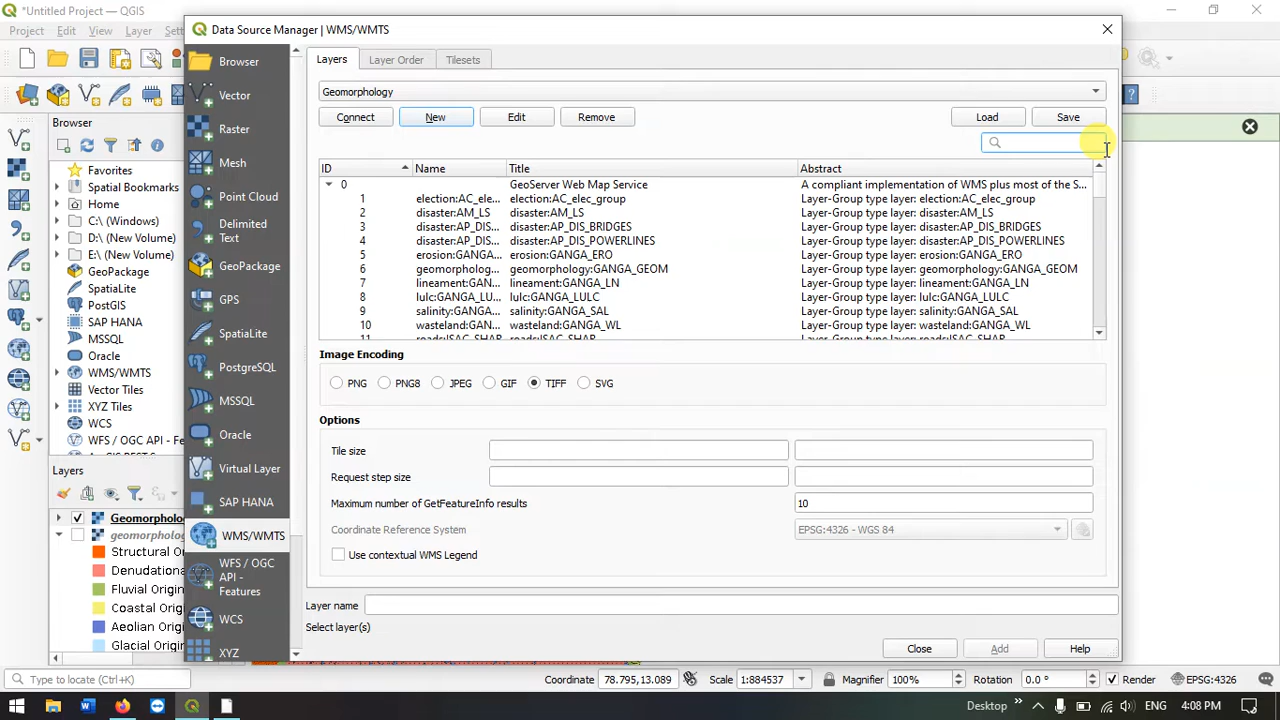 *Untitled Project — QGIS
Project Edit View Layer
Data Source Manager | WMS/WMTS
Browser
Favorites
Spatial Bookmarks
Home
C:\ (Windows)
D:\ (New Volume)
E:\ (New Volume)
GeoPackage
SpatiaLite
PostGIS
SAP HANA
MSSQL
Oracle
WMS/WMTS
Vector Tiles
XYZ Tiles
WCS
WFS / OGC API - Fe
Layers
Geomorpholo
geomorpholog
Structural Or
Denudationa
Fluvial Origin
Coastal Origi
Aeolian Origi
Glacial Origin
Browser
Vector
Raster
Mesh
Point Cloud
Delimited
Text
GeoPackage
GPS
SpatiaLite
PostgreSQL
MSSQL
Oracle
Virtual Layer
SAP HANA
WMS/WMTS
WFS / OGC
API -
Features
WCS
XYZ
Layers Layer Order Tilesets
Geomorphology
Connect New Edit Remove Load Save
ID Name Title Abstract
0 GeoServer Web Map Service A compliant implementation of WMS plus most of the S...
1 election:AC_ele... election:AC_elec_group Layer-Group type layer: election:AC_elec_group
2 disaster:AM_LS disaster:AM_LS Layer-Group type layer: disaster:AM_LS
3 disaster:AP_DIS... disaster:AP_DIS_BRIDGES Layer-Group type layer: disaster:AP_DIS_BRIDGES
4 disaster:AP_DIS... disaster:AP_DIS_POWERLINES Layer-Group type layer: disaster:AP_DIS_POWERLINES
5 erosion:GANGA... erosion:GANGA_ERO Layer-Group type layer: erosion:GANGA_ERO
6 geomorpholog... geomorphology:GANGA_GEOM Layer-Group type layer: geomorphology:GANGA_GEOM
7 lineament:GAN... lineament:GANGA_LN Layer-Group type layer: lineament:GANGA_LN
8 lulc:GANGA_LU... lulc:GANGA_LULC Layer-Group type layer: lulc:GANGA_LULC
9 salinity:GANGA... salinity:GANGA_SAL Layer-Group type layer: salinity:GANGA_SAL
10 wasteland:GAN... wasteland:GANGA_WL Layer-Group type layer: wasteland:GANGA_WL
Image Encoding
PNG PNG8 JPEG GIF TIFF SVG
Options
Tile size
Request step size
Maximum number of GetFeatureInfo results 10
Coordinate Reference System EPSG:4326 - WGS 84
Use contextual WMS Legend
Layer name
Select layer(s)
Close Add Help
Type to locate (Ctrl+K) Coordinate 78.795,13.089 Scale 1:884537 Magnifier 100% Rotation 0.0 ° Render EPSG:4326
Desktop ENG 4:08 PM